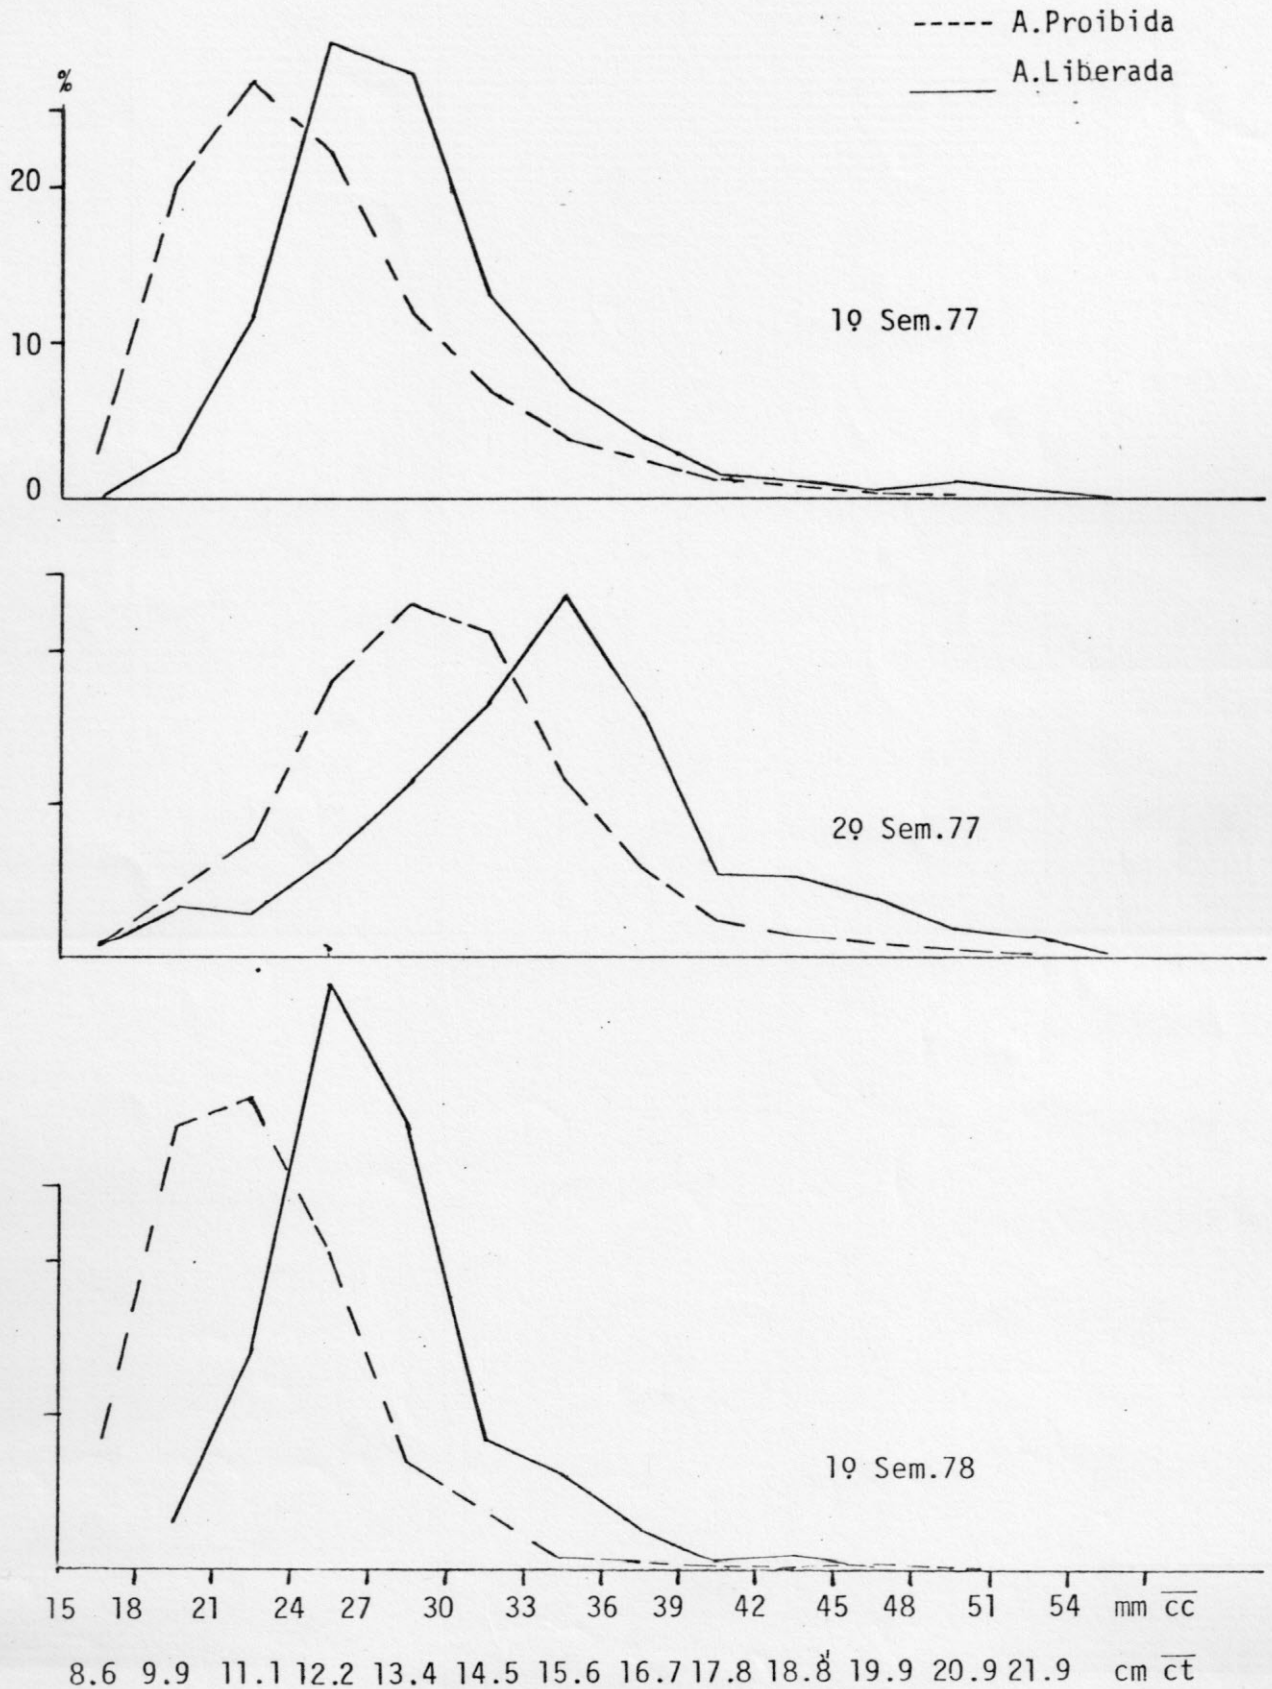 ----- A.Proibida
_____ A.Liberada
%
20
10
0
1º Sem.77
2º Sem.77
1º Sem.78
15 18 21 24 27 30 33 36 39 42 45 48 51 54 mm cc
8.6 9.9 11.1 12.2 13.4 14.5 15.6 16.7 17.8 18.8 19.9 20.9 21.9 cm ct